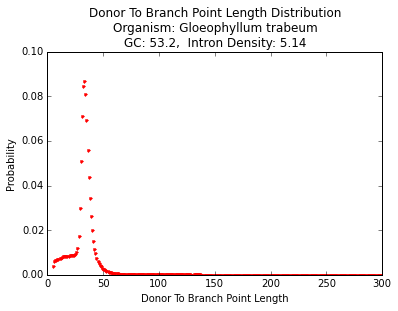 Donor To Branch Point Length Distribution
Organism: Gloeophyllum trabeum
GC: 53.2,  Intron Density: 5.14
0.10
0.08
0.06
0.04
0.02
0.00
Probability
0 50 100 150 200 250 300
Donor To Branch Point Length